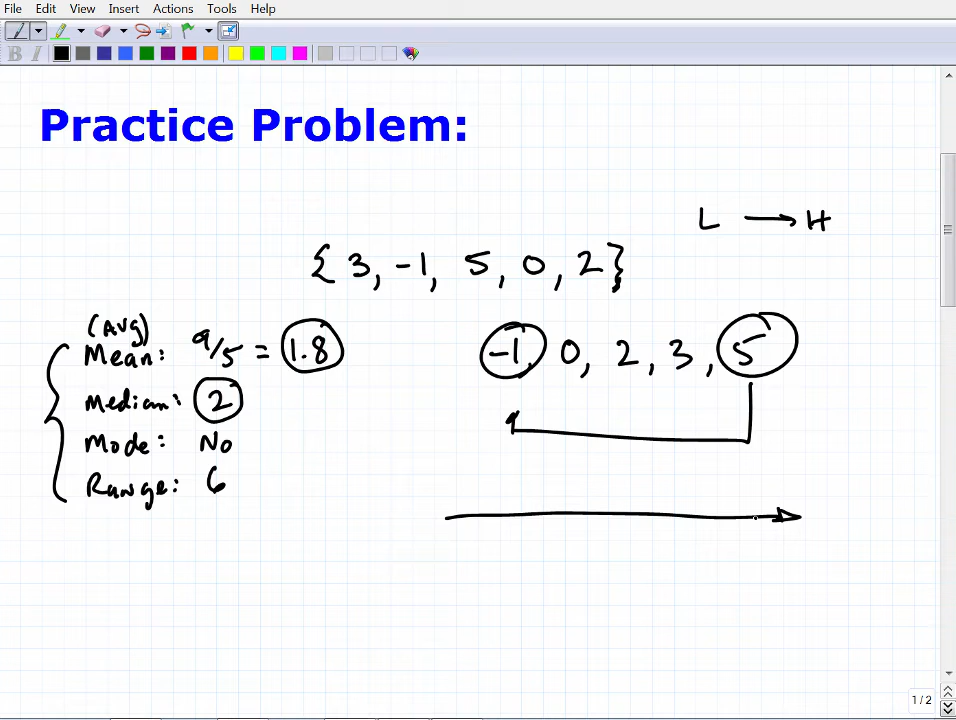 File Edit View Insert Actions Tools Help
B I
Practice Problem:
L → H
{ 3, -1, 5, 0, 2 }
(AVG)
Mean: 9/5 = 1.8
-1, 0, 2, 3, 5
Median: 2
Mode: No
Range: 6
1 / 2